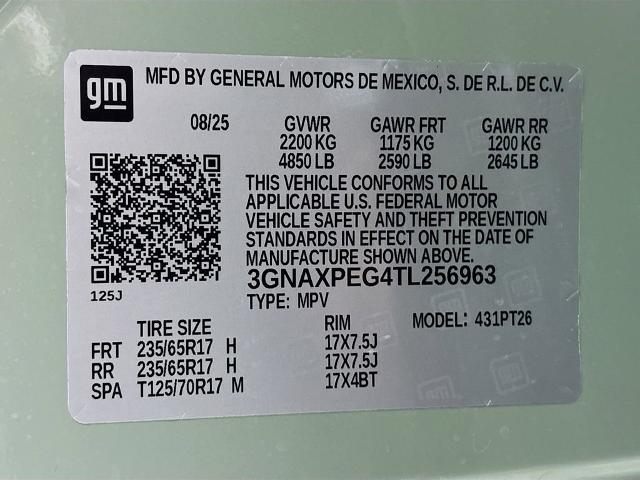 gm MFD BY GENERAL MOTORS DE MEXICO, S. DE R.L. DE C.V.
08/25 GVWR GAWR FRT GAWR RR
2200 KG 1175 KG 1200 KG
4850 LB 2590 LB 2645 LB
THIS VEHICLE CONFORMS TO ALL
APPLICABLE U.S. FEDERAL MOTOR
VEHICLE SAFETY AND THEFT PREVENTION
STANDARDS IN EFFECT ON THE DATE OF
MANUFACTURE SHOWN ABOVE.
3GNAXPEG4TL256963
125J
TYPE: MPV
TIRE SIZE RIM MODEL: 431PT26
FRT 235/65R17 H 17X7.5J
RR 235/65R17 H 17X7.5J
SPA T125/70R17 M 17X4BT